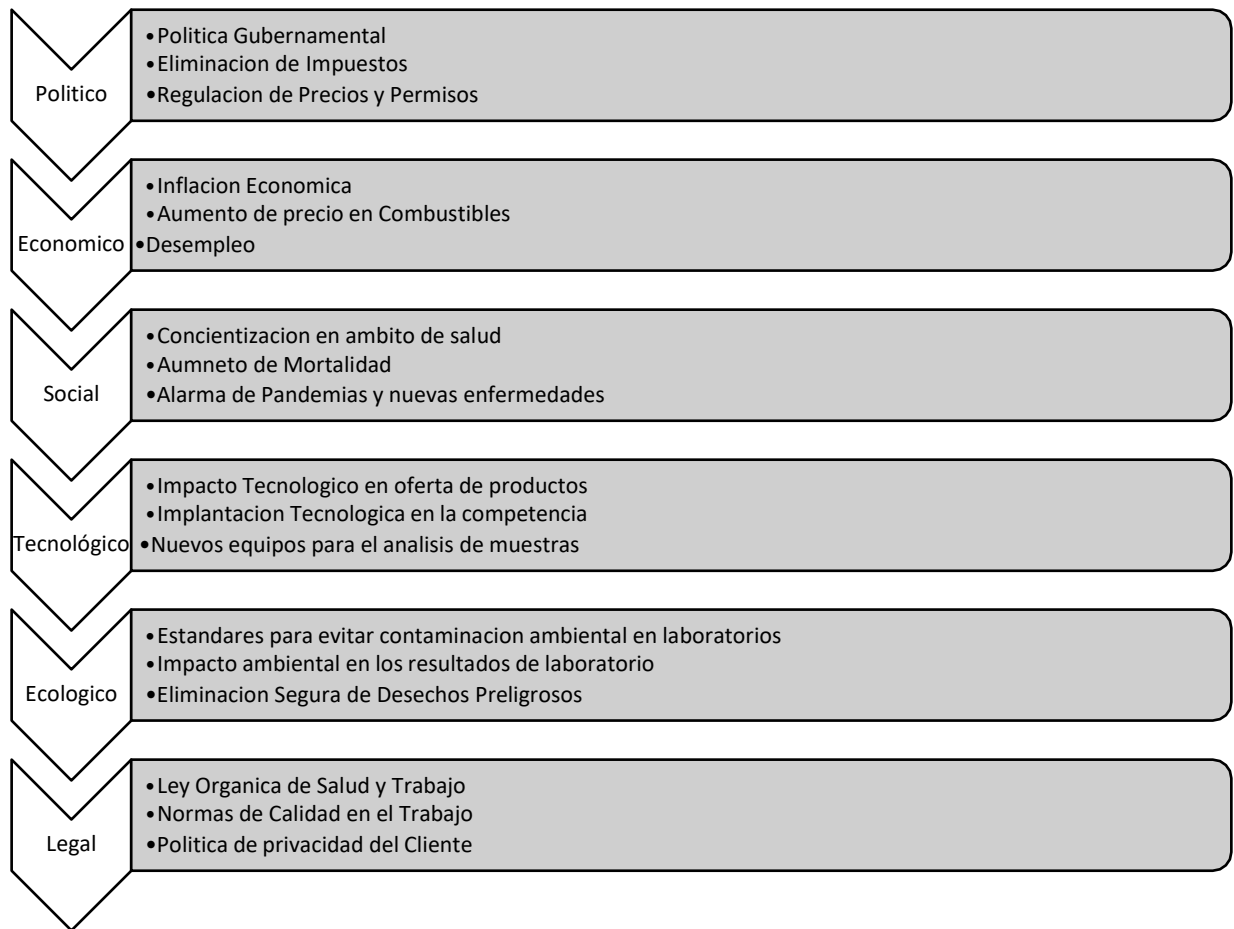 Politico
•Politica Gubernamental
•Eliminacion de Impuestos
•Regulacion de Precios y Permisos
Economico
•Inflacion Economica
•Aumento de precio en Combustibles
•Desempleo
Social
•Concientizacion en ambito de salud
•Aumneto de Mortalidad
•Alarma de Pandemias y nuevas enfermedades
Tecnológico
•Impacto Tecnologico en oferta de productos
•Implantacion Tecnologica en la competencia
•Nuevos equipos para el analisis de muestras
Ecologico
•Estandares para evitar contaminacion ambiental en laboratorios
•Impacto ambiental en los resultados de laboratorio
•Eliminacion Segura de Desechos Preligrosos
Legal
•Ley Organica de Salud y Trabajo
•Normas de Calidad en el Trabajo
•Politica de privacidad del Cliente